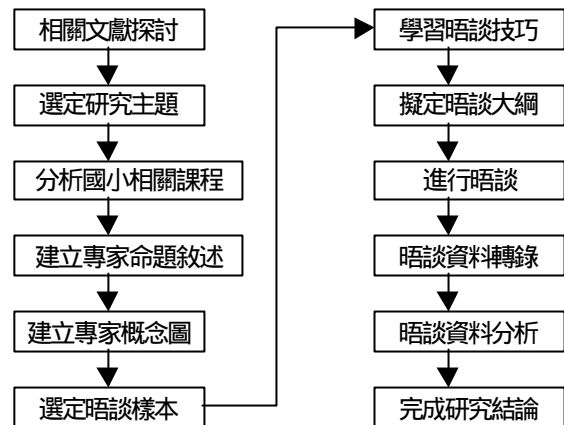 相關文獻探討
選定研究主題
分析國小相關課程
建立專家命題敘述
建立專家概念圖
選定晤談樣本
學習晤談技巧
擬定晤談大綱
進行晤談
晤談資料轉錄
晤談資料分析
完成研究結論